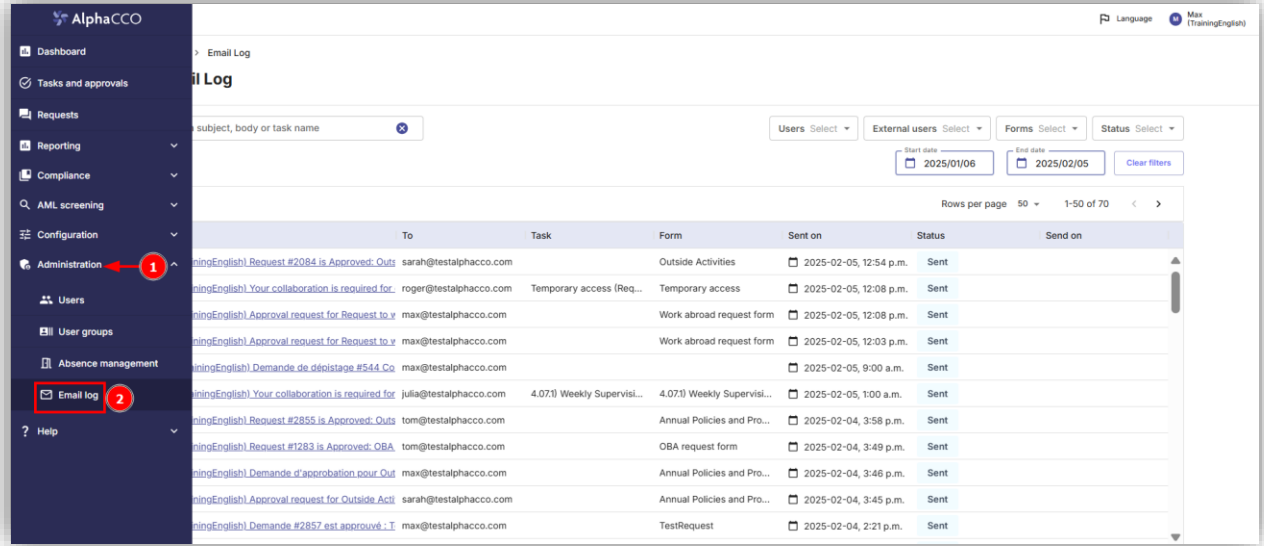 AlphaCCO
Language
M
Max
(TrainingEnglish)
Dashboard
Tasks and approvals
Requests
Reporting
Compliance
AML screening
Configuration
Administration
1
Users
User groups
Absence management
Email log
2
? Help
> Email Log
il Log
subject, body or task name
Users Select
External users Select
Forms Select
Status Select
Start date
2025/01/06
End date
2025/02/05
Clear filters
Rows per page 50 1-50 of 70 < >
To Task Form Sent on Status Send on
iningEnglish) Request #2084 is Approved: Outs sarah@testalphacco.com Outside Activities 2025-02-05, 12:54 p.m. Sent
iningEnglish) Your collaboration is required for roger@testalphacco.com Temporary access (Req... Temporary access 2025-02-05, 12:08 p.m. Sent
iningEnglish) Approval request for Request to w max@testalphacco.com Work abroad request form 2025-02-05, 12:08 p.m. Sent
iningEnglish) Approval request for Request to w max@testalphacco.com Work abroad request form 2025-02-05, 12:03 p.m. Sent
iningEnglish) Demande de dépistage #544 Co max@testalphacco.com 2025-02-05, 9:00 a.m. Sent
iningEnglish) Your collaboration is required for julia@testalphacco.com 4.07.1) Weekly Supervisi... 4.07.1) Weekly Supervisi... 2025-02-05, 1:00 a.m. Sent
iningEnglish) Request #2855 is Approved: Outs tom@testalphacco.com Annual Policies and Pro... 2025-02-04, 3:58 p.m. Sent
iningEnglish) Request #1283 is Approved: OBA tom@testalphacco.com OBA request form 2025-02-04, 3:49 p.m. Sent
iningEnglish) Demande d'approbation pour Out max@testalphacco.com Annual Policies and Pro... 2025-02-04, 3:46 p.m. Sent
iningEnglish) Approval request for Outside Acti sarah@testalphacco.com Annual Policies and Pro... 2025-02-04, 3:45 p.m. Sent
iningEnglish) Demande #2857 est approuvé : T max@testalphacco.com TestRequest 2025-02-04, 2:21 p.m. Sent